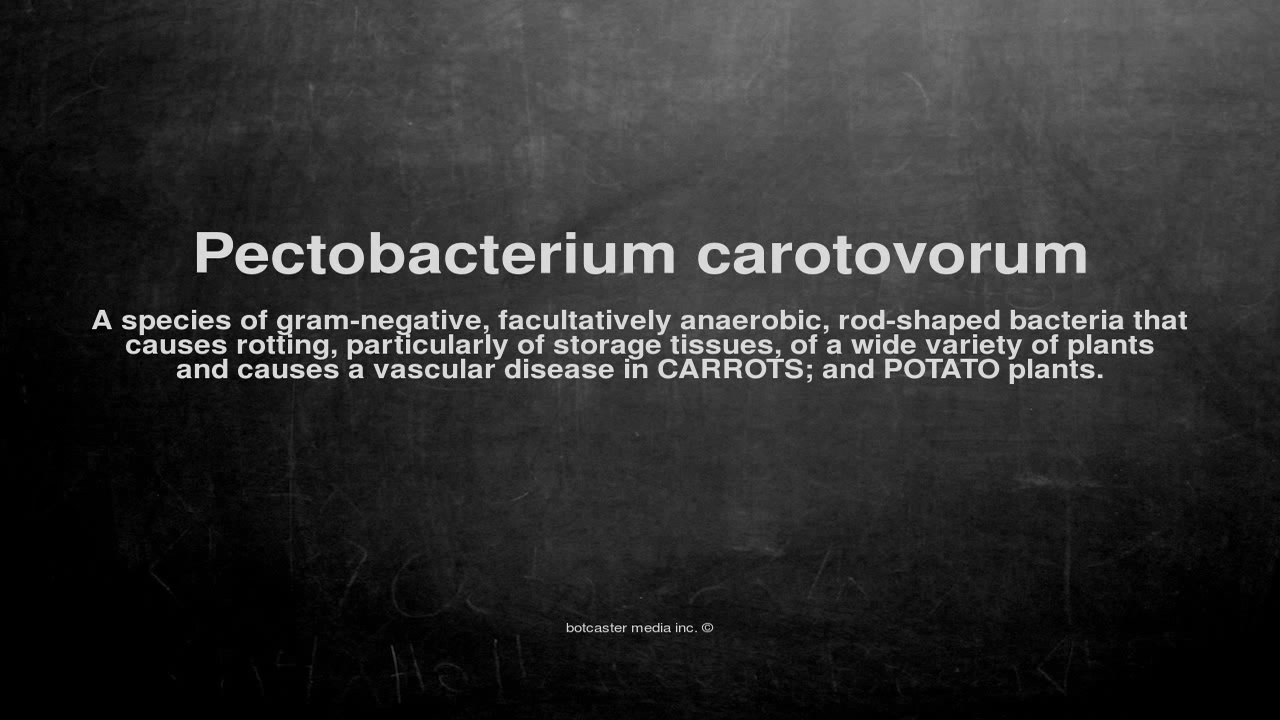 Pectobacterium carotovorum
A species of gram-negative, facultatively anaerobic, rod-shaped bacteria that
causes rotting, particularly of storage tissues, of a wide variety of plants
and causes a vascular disease in CARROTS; and POTATO plants.
botcaster media inc. ©